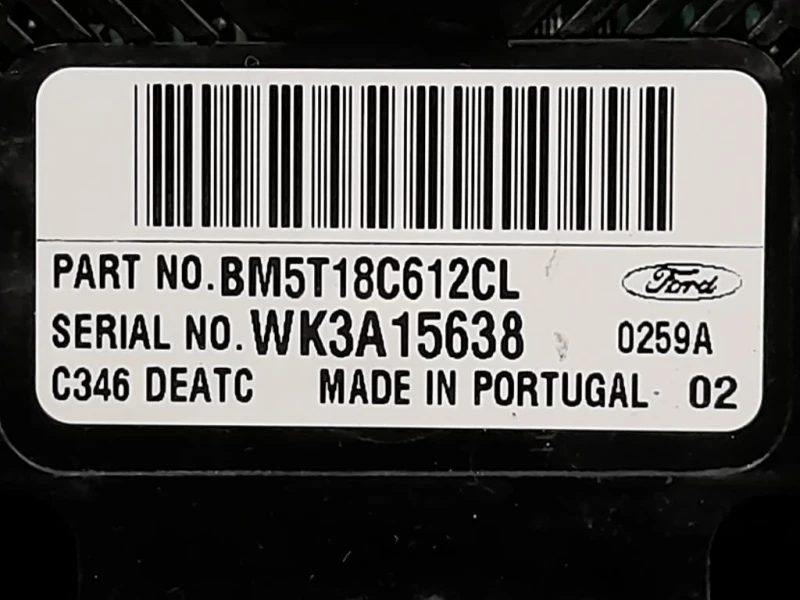 PART NO. BM5T18C612CL Ford
SERIAL NO. WK3A15638 0259A
C346 DEATC MADE IN PORTUGAL 02